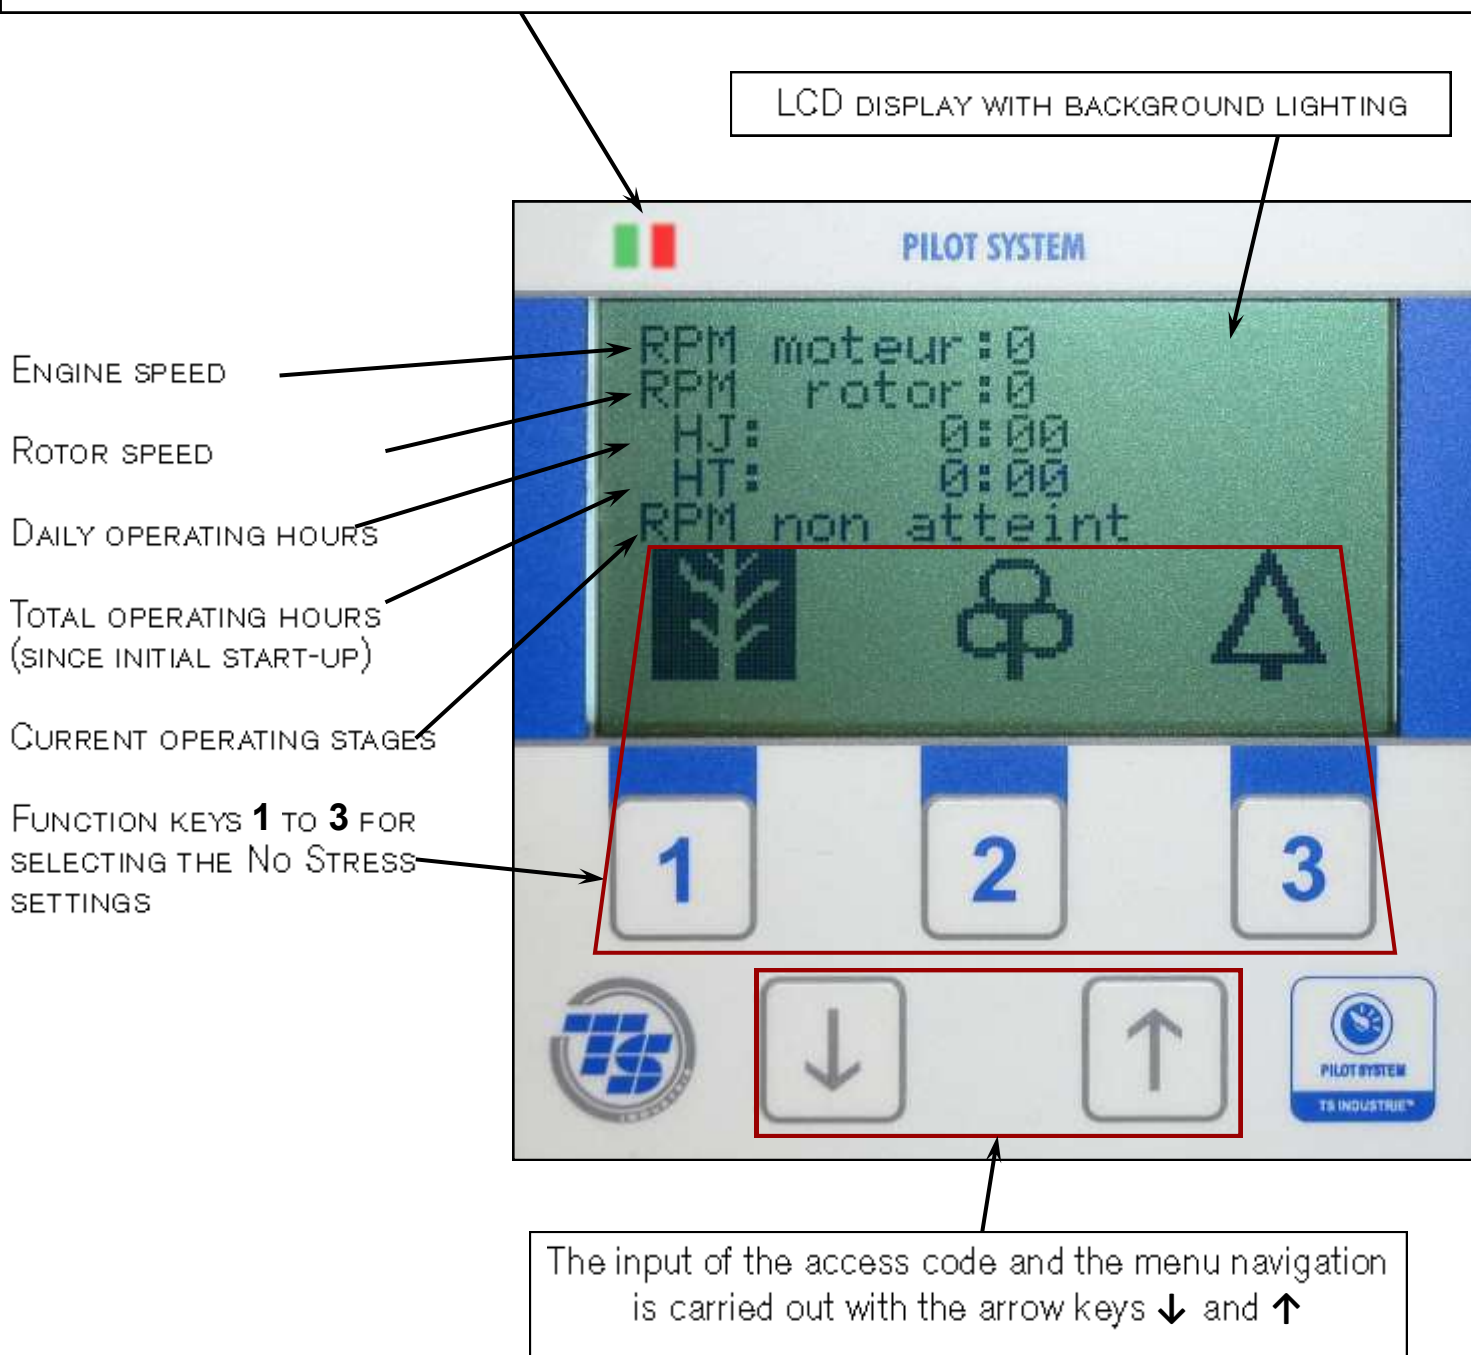 LCD DISPLAY WITH BACKGROUND LIGHTING
PILOT SYSTEM
ENGINE SPEED
ROTOR SPEED
DAILY OPERATING HOURS
TOTAL OPERATING HOURS
(SINCE INITIAL START-UP)
CURRENT OPERATING STAGES
FUNCTION KEYS 1 TO 3 FOR
SELECTING THE NO STRESS
SETTINGS
RPM moteur:0
RPM rotor:0
HJ: 0:00
HT: 0:00
RPM non atteint
1 2 3
↓ ↑
TS
INDUSTRIE
PILOT SYSTEM
TS INDUSTRIE™
The input of the access code and the menu navigation
is carried out with the arrow keys ↓ and ↑